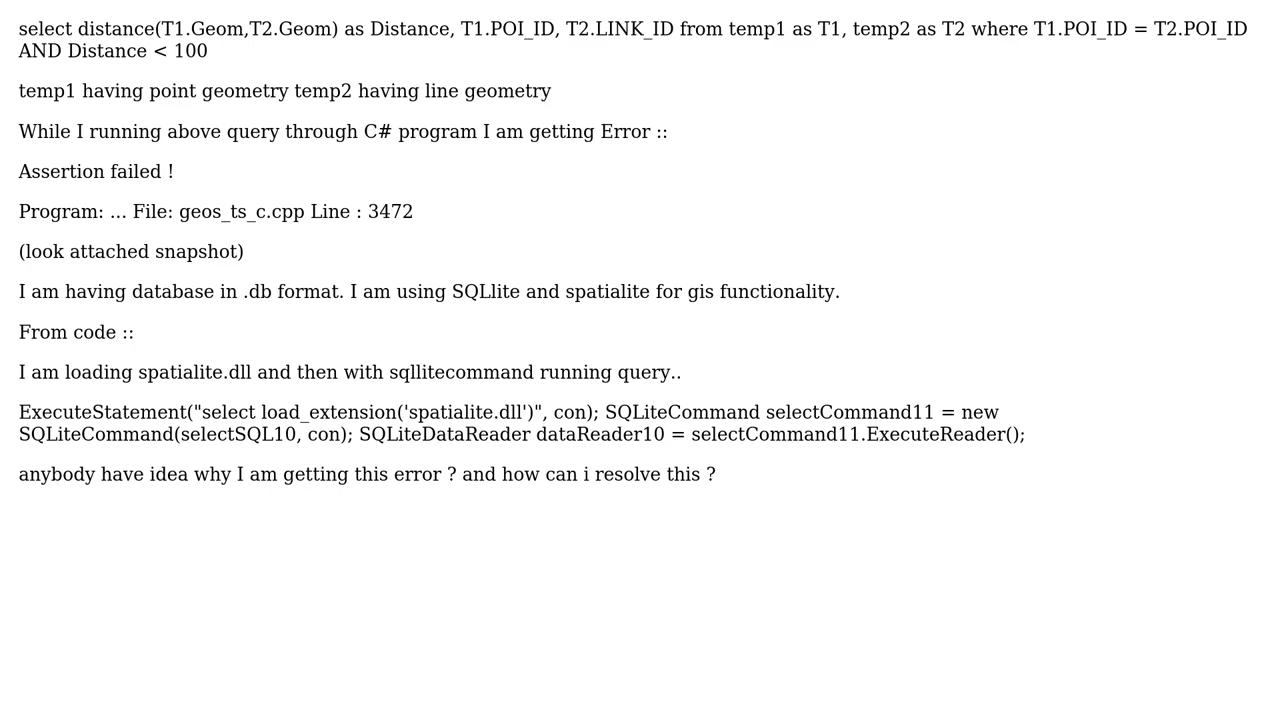 select distance(T1.Geom,T2.Geom) as Distance, T1.POI_ID, T2.LINK_ID from temp1 as T1, temp2 as T2 where T1.POI_ID = T2.POI_ID
AND Distance < 100
temp1 having point geometry temp2 having line geometry
While I running above query through C# program I am getting Error ::
Assertion failed !
Program: ... File: geos_ts_c.cpp Line : 3472
(look attached snapshot)
I am having database in .db format. I am using SQLlite and spatialite for gis functionality.
From code ::
I am loading spatialite.dll and then with sqllitecommand running query..
ExecuteStatement("select load_extension('spatialite.dll')", con); SQLiteCommand selectCommand11 = new
SQLiteCommand(selectSQL10, con); SQLiteDataReader dataReader10 = selectCommand11.ExecuteReader();
anybody have idea why I am getting this error ? and how can i resolve this ?